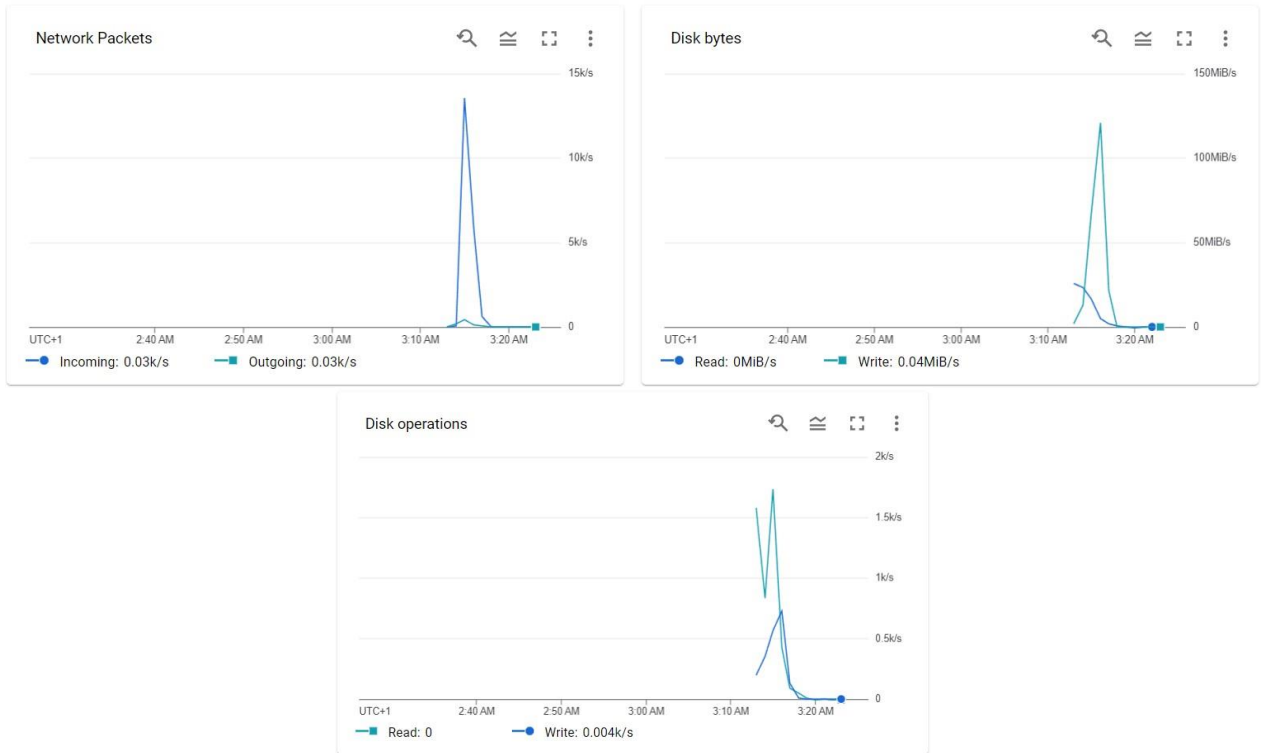 Network Packets
15k/s
10k/s
5k/s
0
UTC+1 2:40 AM 2:50 AM 3:00 AM 3:10 AM 3:20 AM
Incoming: 0.03k/s Outgoing: 0.03k/s
Disk bytes
150MiB/s
100MiB/s
50MiB/s
0
UTC+1 2:40 AM 2:50 AM 3:00 AM 3:10 AM 3:20 AM
Read: 0MiB/s Write: 0.04MiB/s
Disk operations
2k/s
1.5k/s
1k/s
0.5k/s
0
UTC+1 2:40 AM 2:50 AM 3:00 AM 3:10 AM 3:20 AM
Read: 0 Write: 0.004k/s